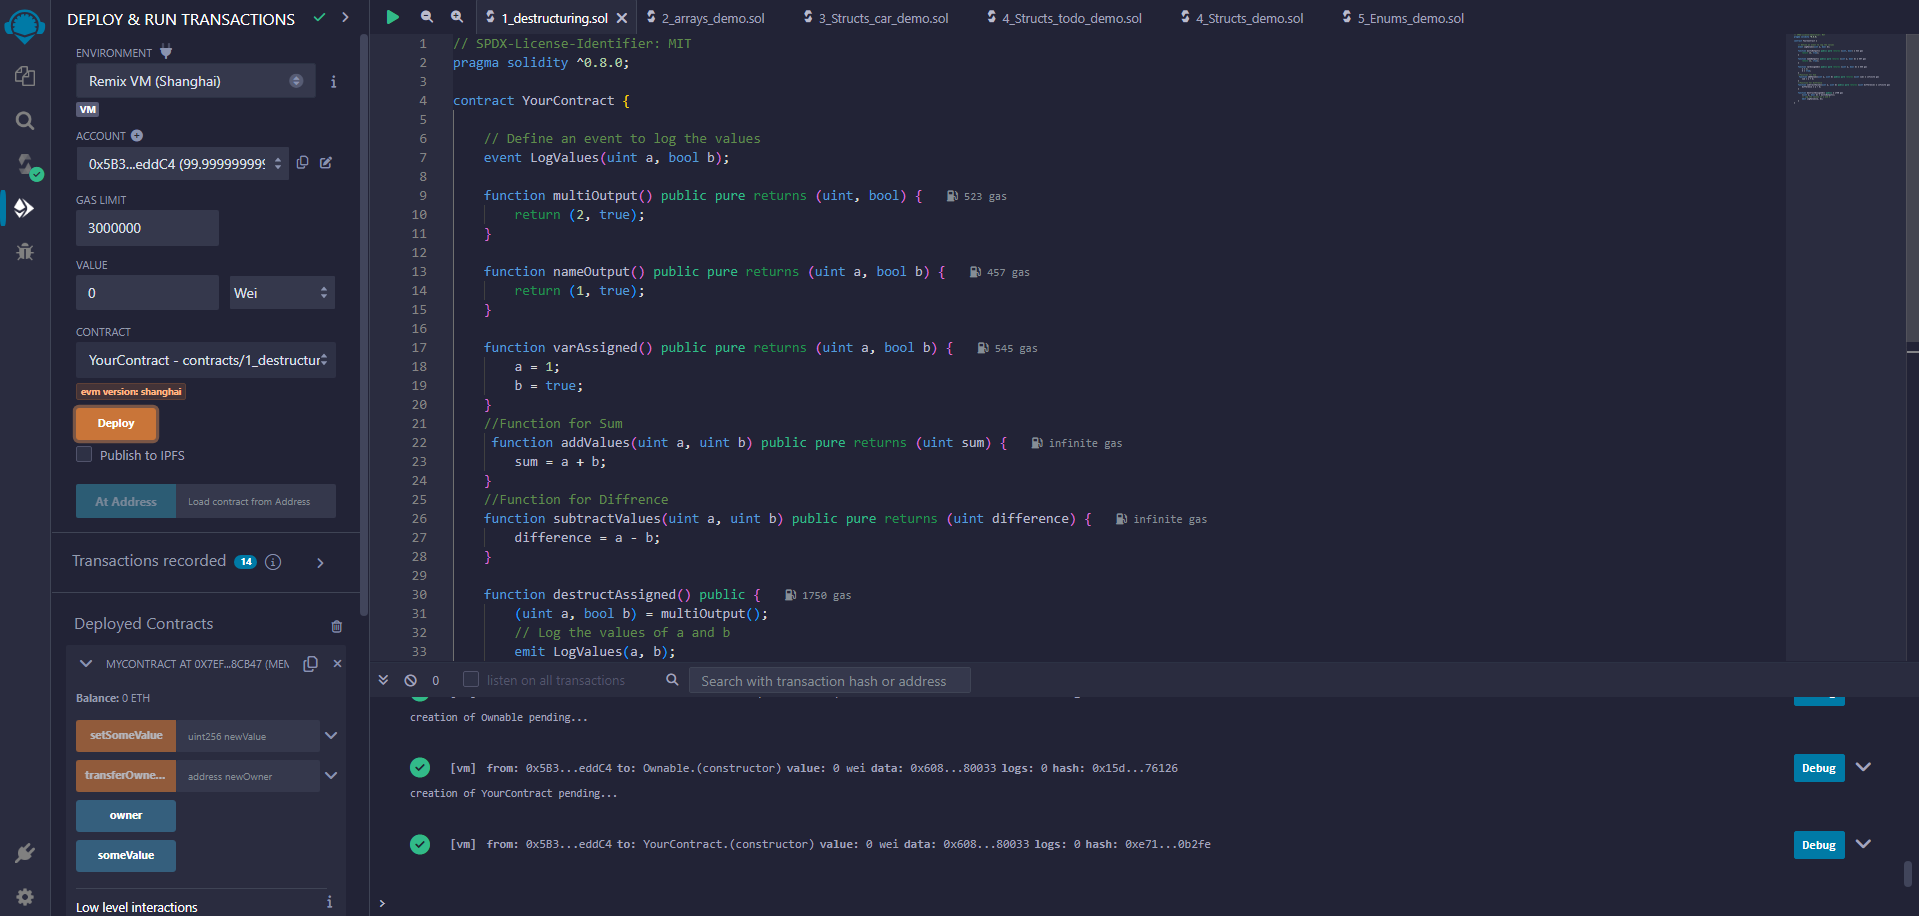 DEPLOY & RUN TRANSACTIONS
ENVIRONMENT
Remix VM (Shanghai)
VM
ACCOUNT
0x5B3...eddC4 (99.9999999999
GAS LIMIT
3000000
VALUE
0
Wei
CONTRACT
YourContract - contracts/1_destructur
evm version: shanghai
Deploy
Publish to IPFS
At Address
Load contract from Address
Transactions recorded 14
Deployed Contracts
MYCONTRACT AT 0X7EF...8CB47 (MEM
Balance: 0 ETH
setSomeValue
uint256 newValue
transferOwne...
address newOwner
owner
someValue
Low level interactions
1_destructuring.sol
2_arrays_demo.sol
3_Structs_car_demo.sol
4_Structs_todo_demo.sol
4_Structs_demo.sol
5_Enums_demo.sol
1 // SPDX-License-Identifier: MIT
2 pragma solidity ^0.8.0;
3
4 contract YourContract {
5
6 // Define an event to log the values
7 event LogValues(uint a, bool b);
8
9 function multiOutput() public pure returns (uint, bool) { 523 gas
10 return (2, true);
11 }
12
13 function nameOutput() public pure returns (uint a, bool b) { 457 gas
14 return (1, true);
15 }
16
17 function varAssigned() public pure returns (uint a, bool b) { 545 gas
18 a = 1;
19 b = true;
20 }
21 //Function for Sum
22 function addValues(uint a, uint b) public pure returns (uint sum) { infinite gas
23 sum = a + b;
24 }
25 //Function for Diffrence
26 function subtractValues(uint a, uint b) public pure returns (uint difference) { infinite gas
27 difference = a - b;
28 }
29
30 function destructAssigned() public { 1750 gas
31 (uint a, bool b) = multiOutput();
32 // Log the values of a and b
33 emit LogValues(a, b);
0
listen on all transactions
Search with transaction hash or address
creation of Ownable pending...
[vm] from: 0x5B3...eddC4 to: Ownable.(constructor) value: 0 wei data: 0x608...80033 logs: 0 hash: 0x15d...76126
Debug
creation of YourContract pending...
[vm] from: 0x5B3...eddC4 to: YourContract.(constructor) value: 0 wei data: 0x608...80033 logs: 0 hash: 0xe71...0b2fe
Debug
>